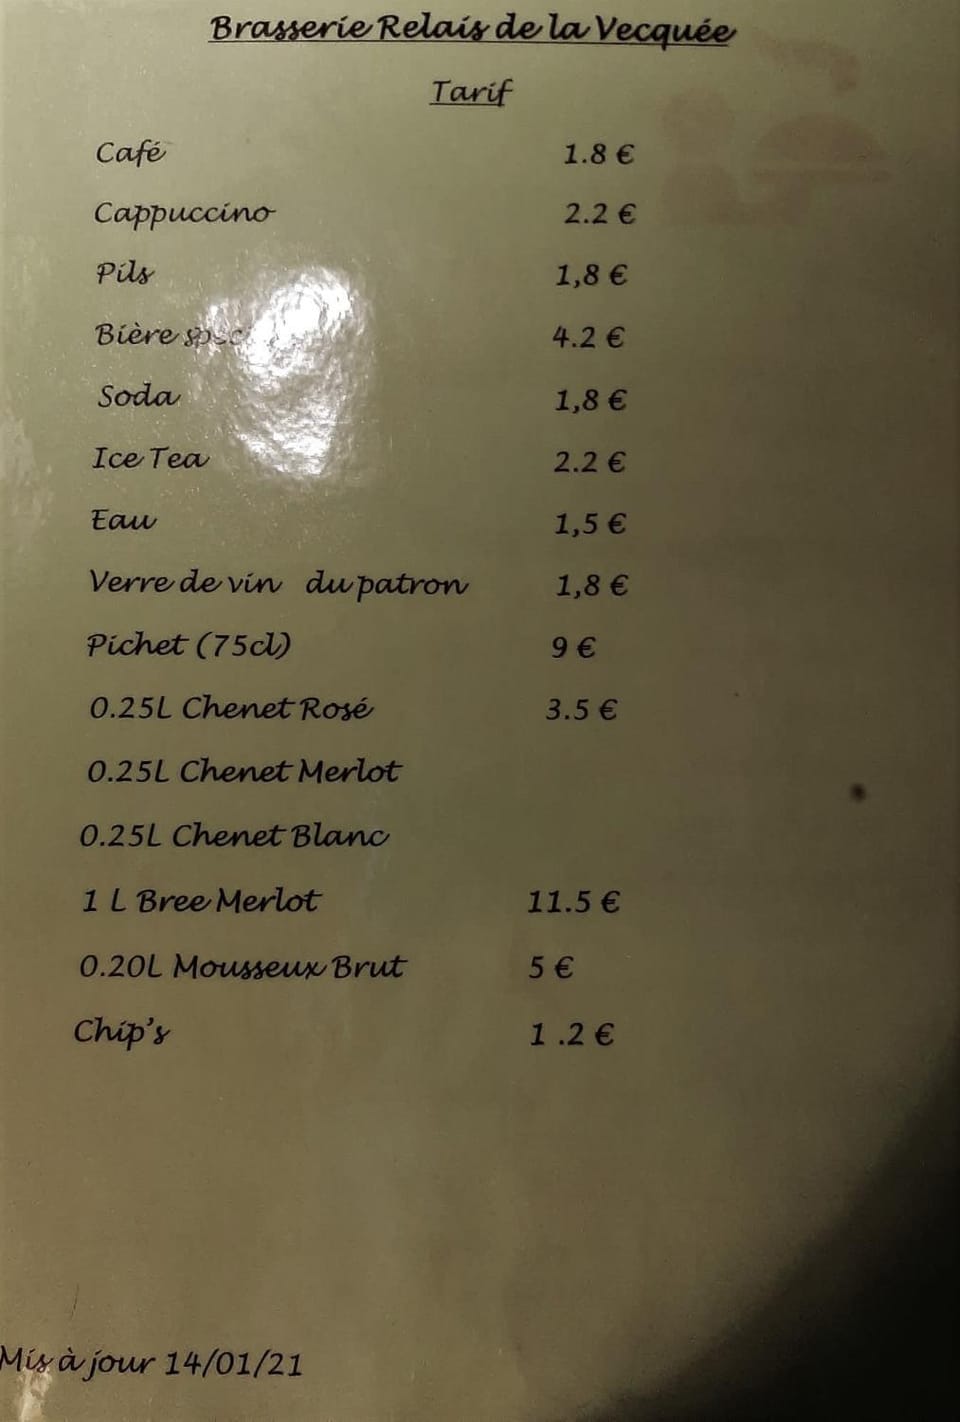 Brasserie Relais de la Vecquée
Tarif
Café 1.8 €
Cappuccino 2.2 €
Pils 1,8 €
Bière 4.2 €
Soda 1,8 €
Ice Tea 2.2 €
Eau 1,5 €
Verre de vin du patron 1,8 €
Pichet (75cl) 9 €
0.25L Chenet Rosé 3.5 €
0.25L Chenet Merlot
0.25L Chenet Blanc
1 L Bree Merlot 11.5 €
0.20L Mousseux Brut 5 €
Chip's 1 .2 €
Mis à jour 14/01/21